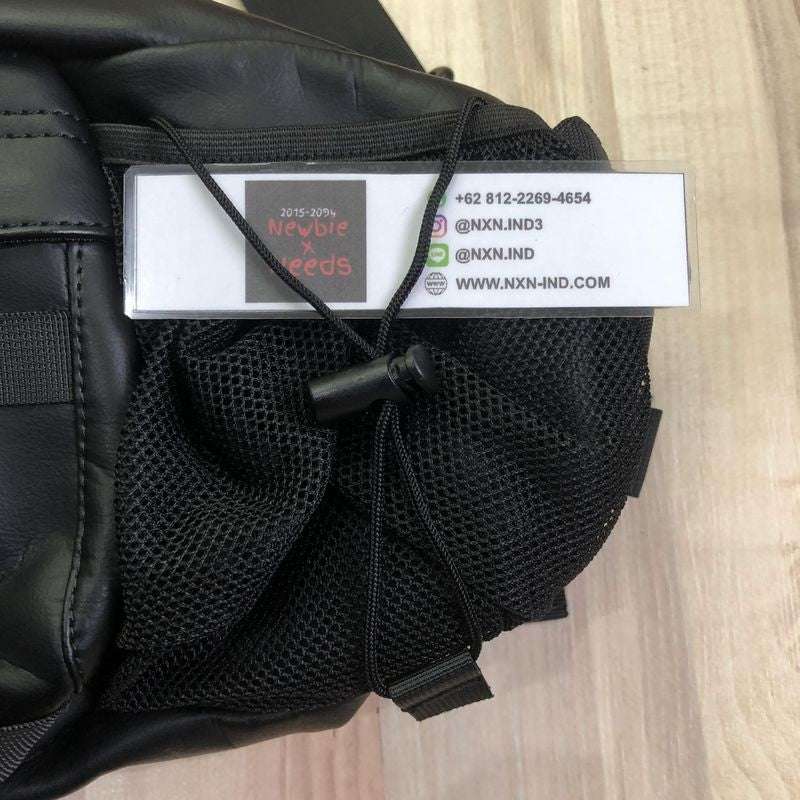 2015-2094
Newbie
x
Needs
+62 812-2269-4654
@NXN.IND3
@NXN.IND
WWW.NXN-IND.COM